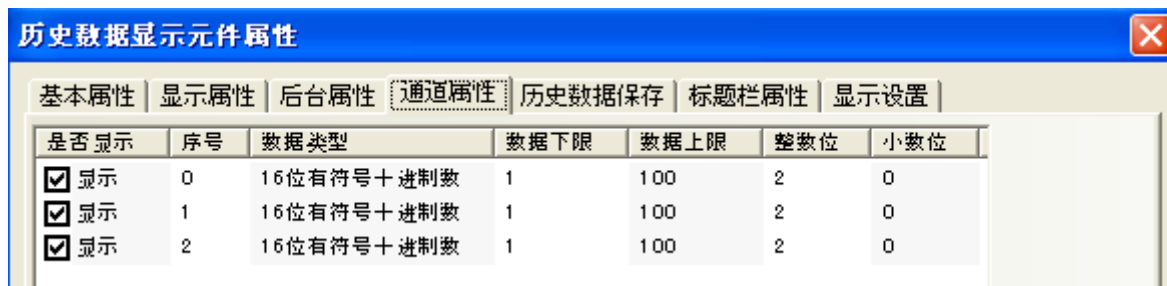 历史数据显示元件属性
基本属性 显示属性 后台属性 通道属性 历史数据保存 标题栏属性 显示设置
是否显示 序号 数据类型 数据下限 数据上限 整数位 小数位
显示 0 16位有符号十进制数 1 100 2 0
显示 1 16位有符号十进制数 1 100 2 0
显示 2 16位有符号十进制数 1 100 2 0